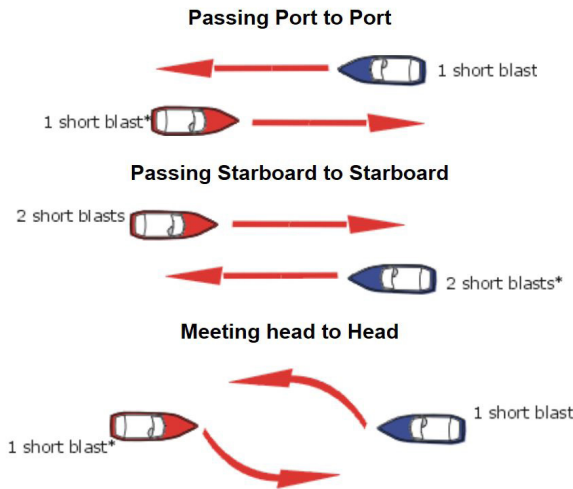 Passing Port to Port
1 short blast
1 short blast*
Passing Starboard to Starboard
2 short blasts
2 short blasts*
Meeting head to Head
1 short blast
1 short blast*